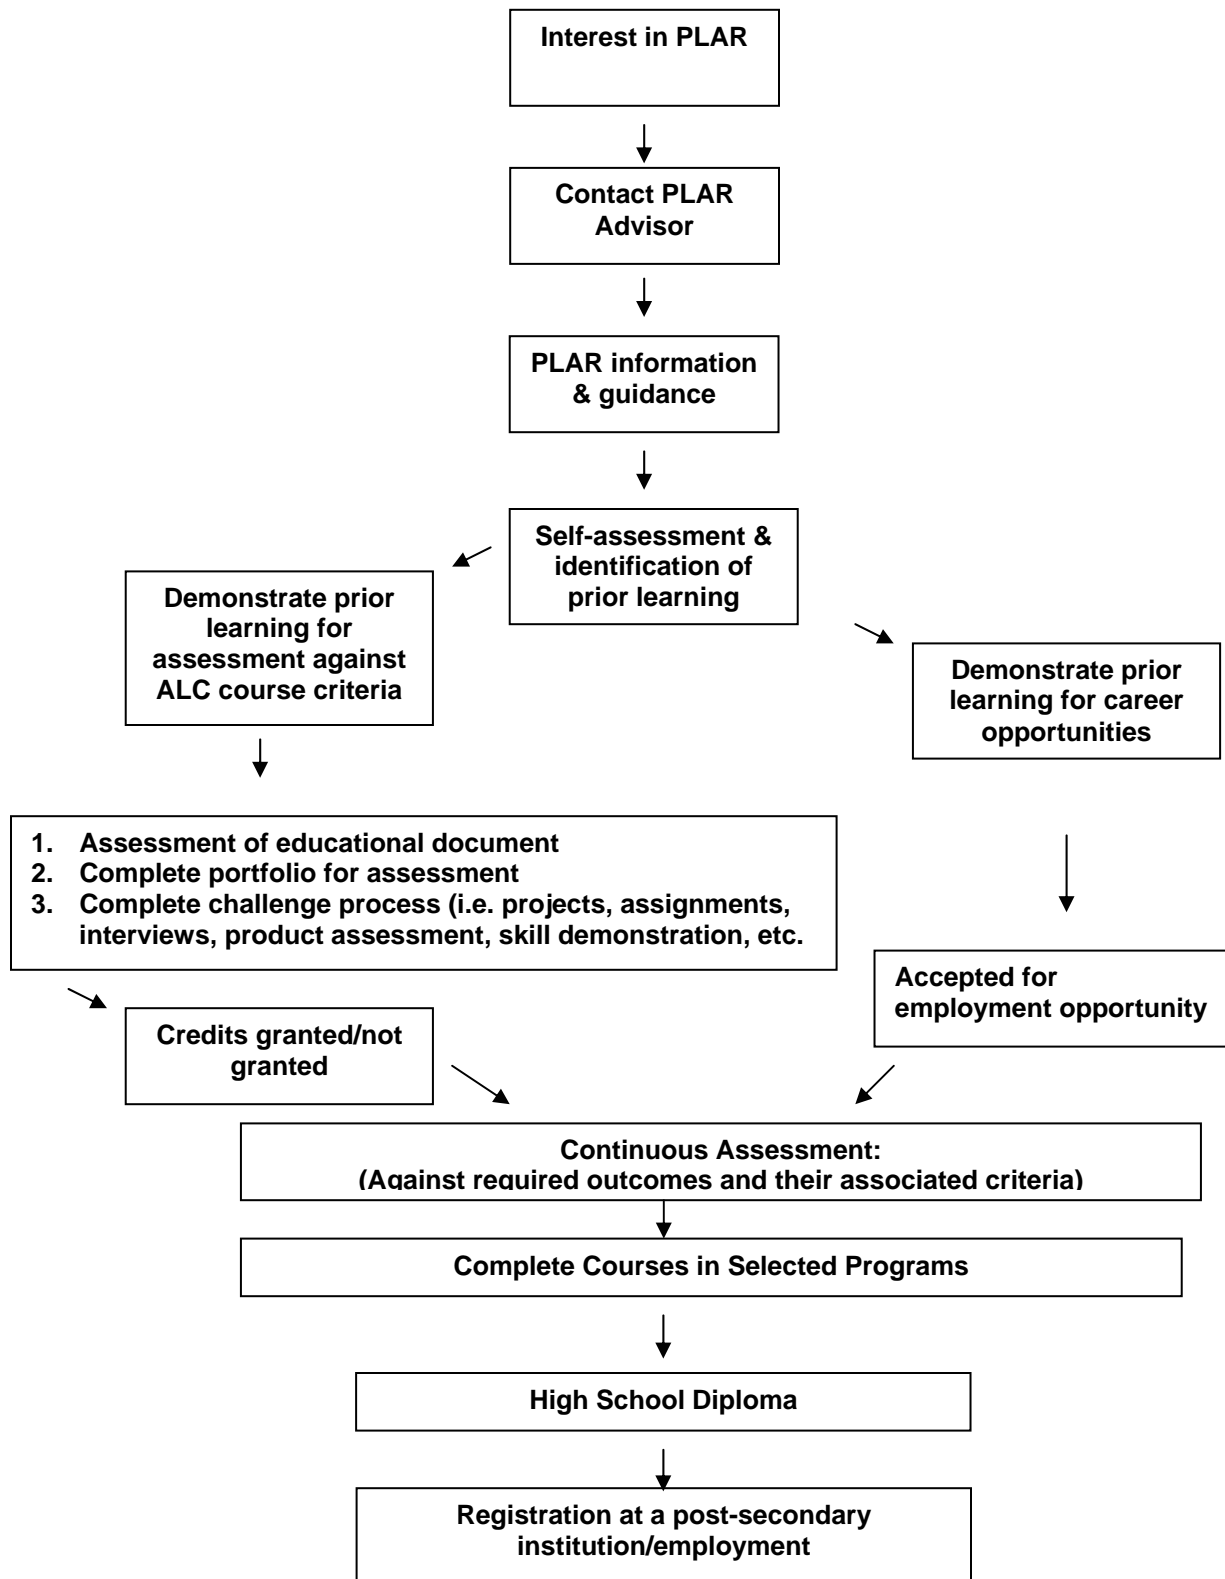 Interest in PLAR
Contact PLAR
Advisor
PLAR information
& guidance
Self-assessment &
identification of
prior learning
Demonstrate prior
learning for
assessment against
ALC course criteria
Demonstrate prior
learning for career
opportunities
1. Assessment of educational document
2. Complete portfolio for assessment
3. Complete challenge process (i.e. projects, assignments,
interviews, product assessment, skill demonstration, etc.
Accepted for
employment opportunity
Credits granted/not
granted
Continuous Assessment:
(Against required outcomes and their associated criteria)
Complete Courses in Selected Programs
High School Diploma
Registration at a post-secondary
institution/employment